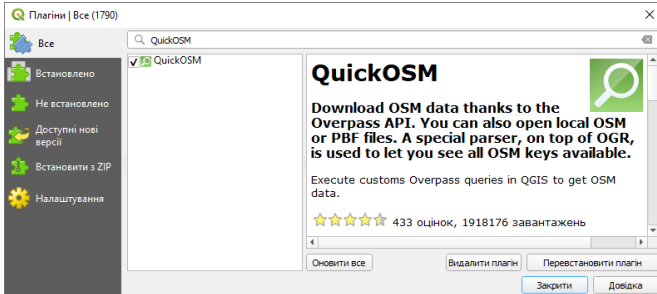 Плагіни | Все (1790)
Все
QuickOSM
Встановлено
Не встановлено
Доступні нові
версії
Встановити з ZIP
Налаштування
QuickOSM
QuickOSM
Download OSM data thanks to the
Overpass API. You can also open local OSM
or PBF files. A special parser, on top of OGR,
is used to let you see all OSM keys available.
Execute customs Overpass queries in QGIS to get OSM
data.
433 оцінок, 1918176 завантажень
Оновити все
Видалити плагін
Перевстановити плагін
Закрити
Довідка